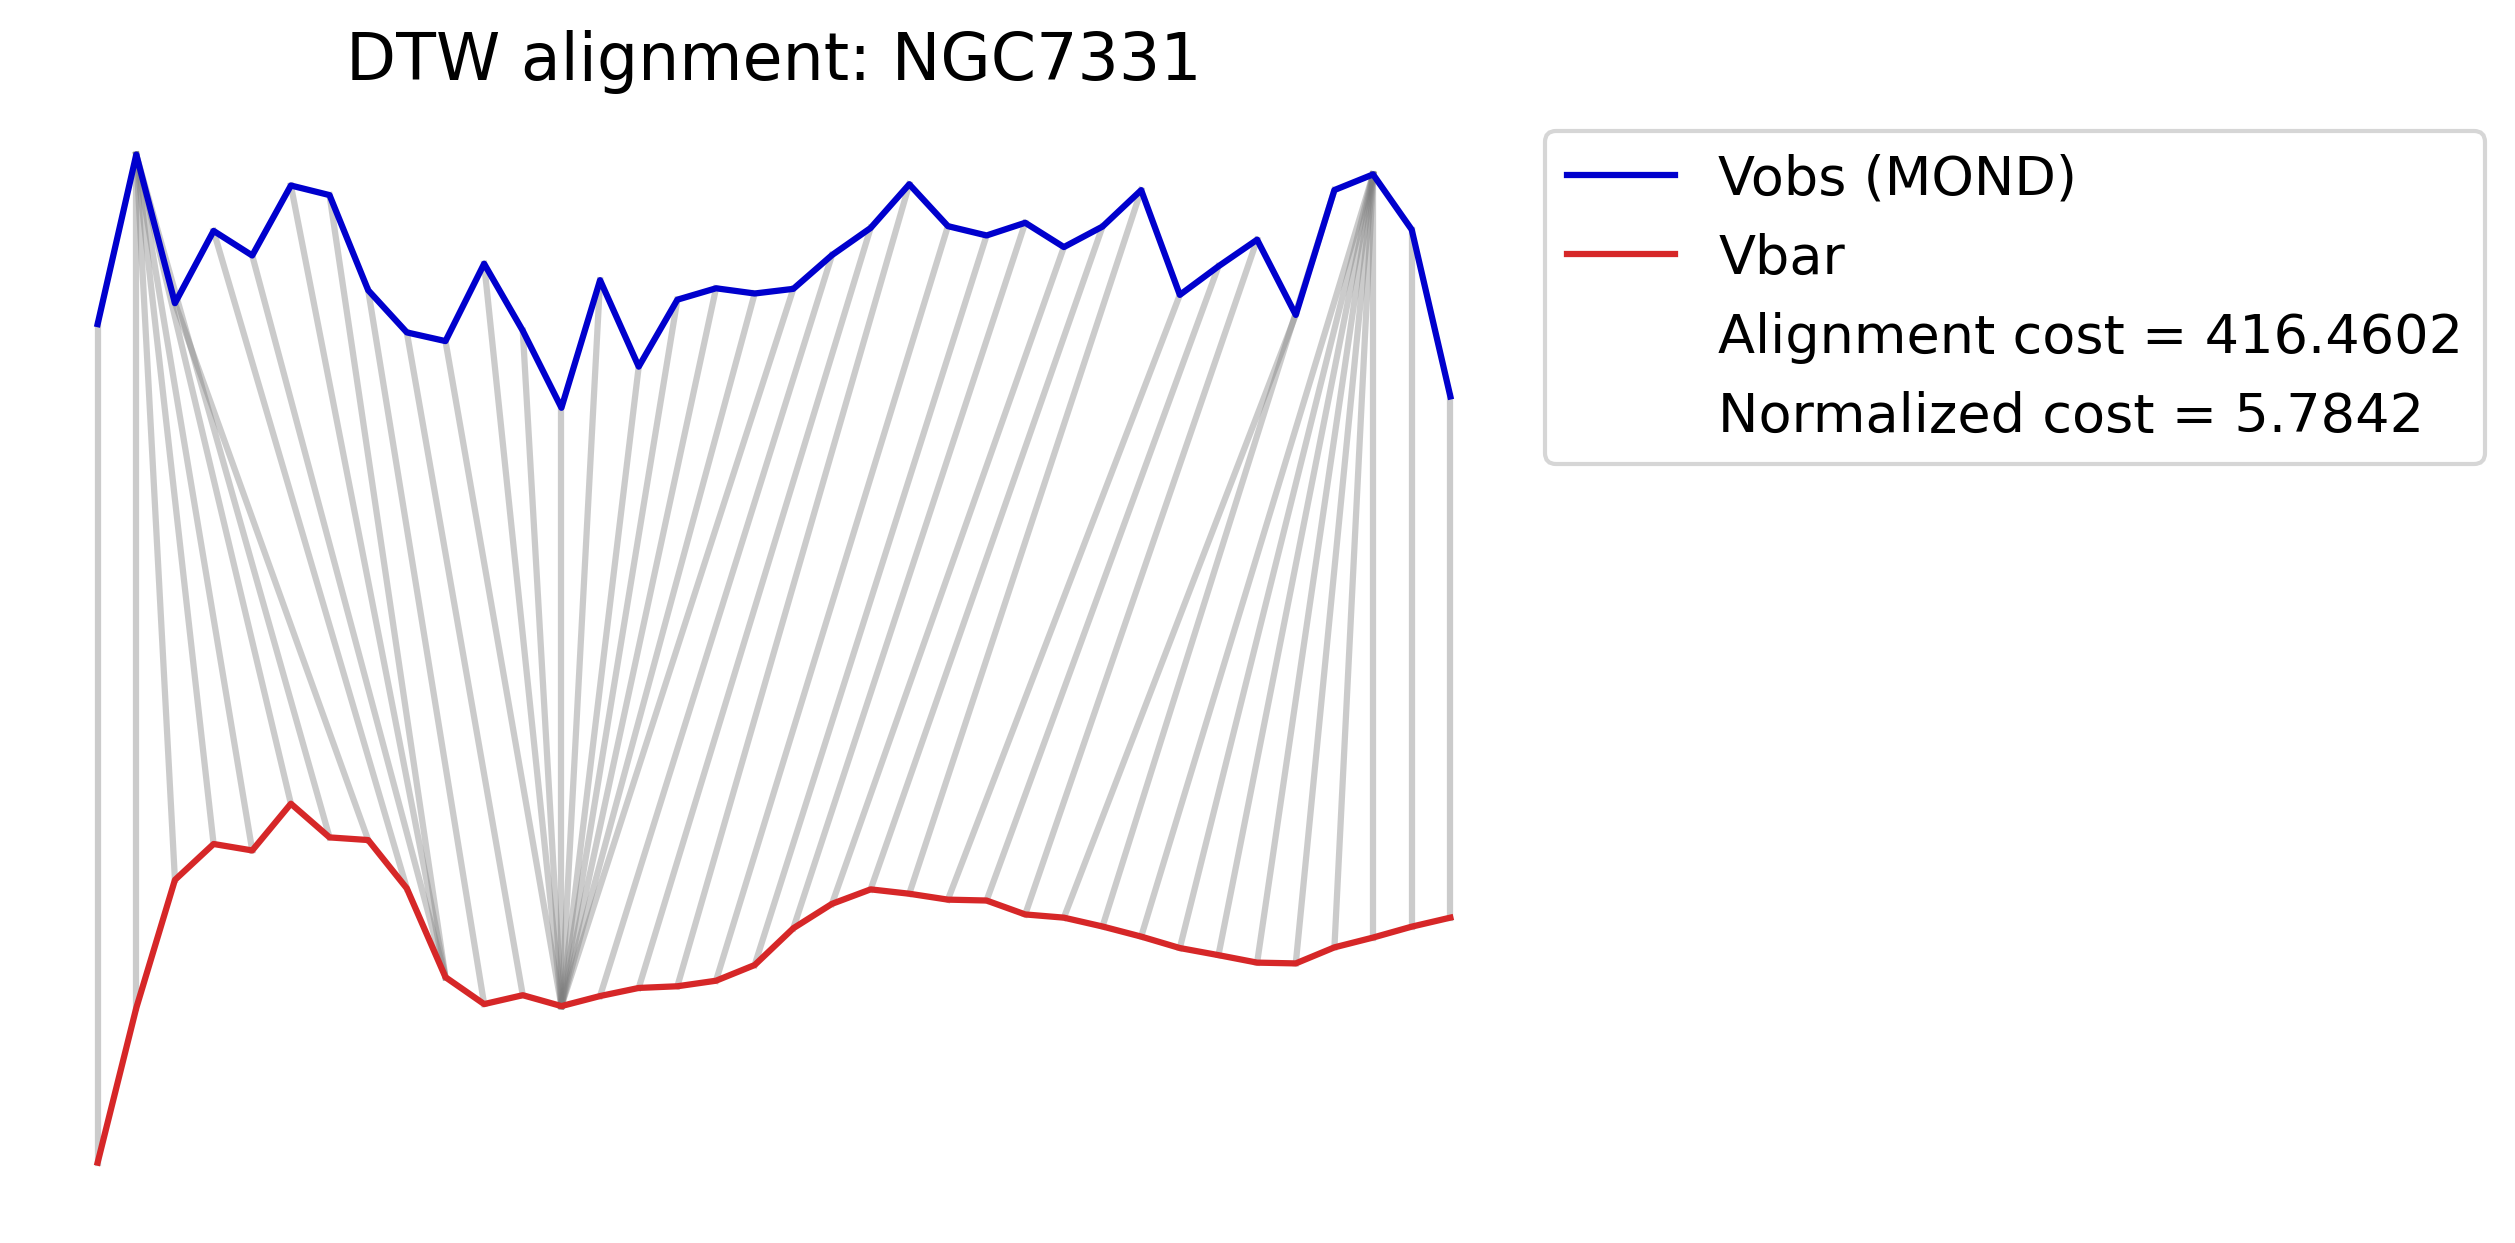 DTW alignment: NGC7331
Vobs (MOND)
Vbar
Alignment cost = 416.4602
Normalized cost = 5.7842